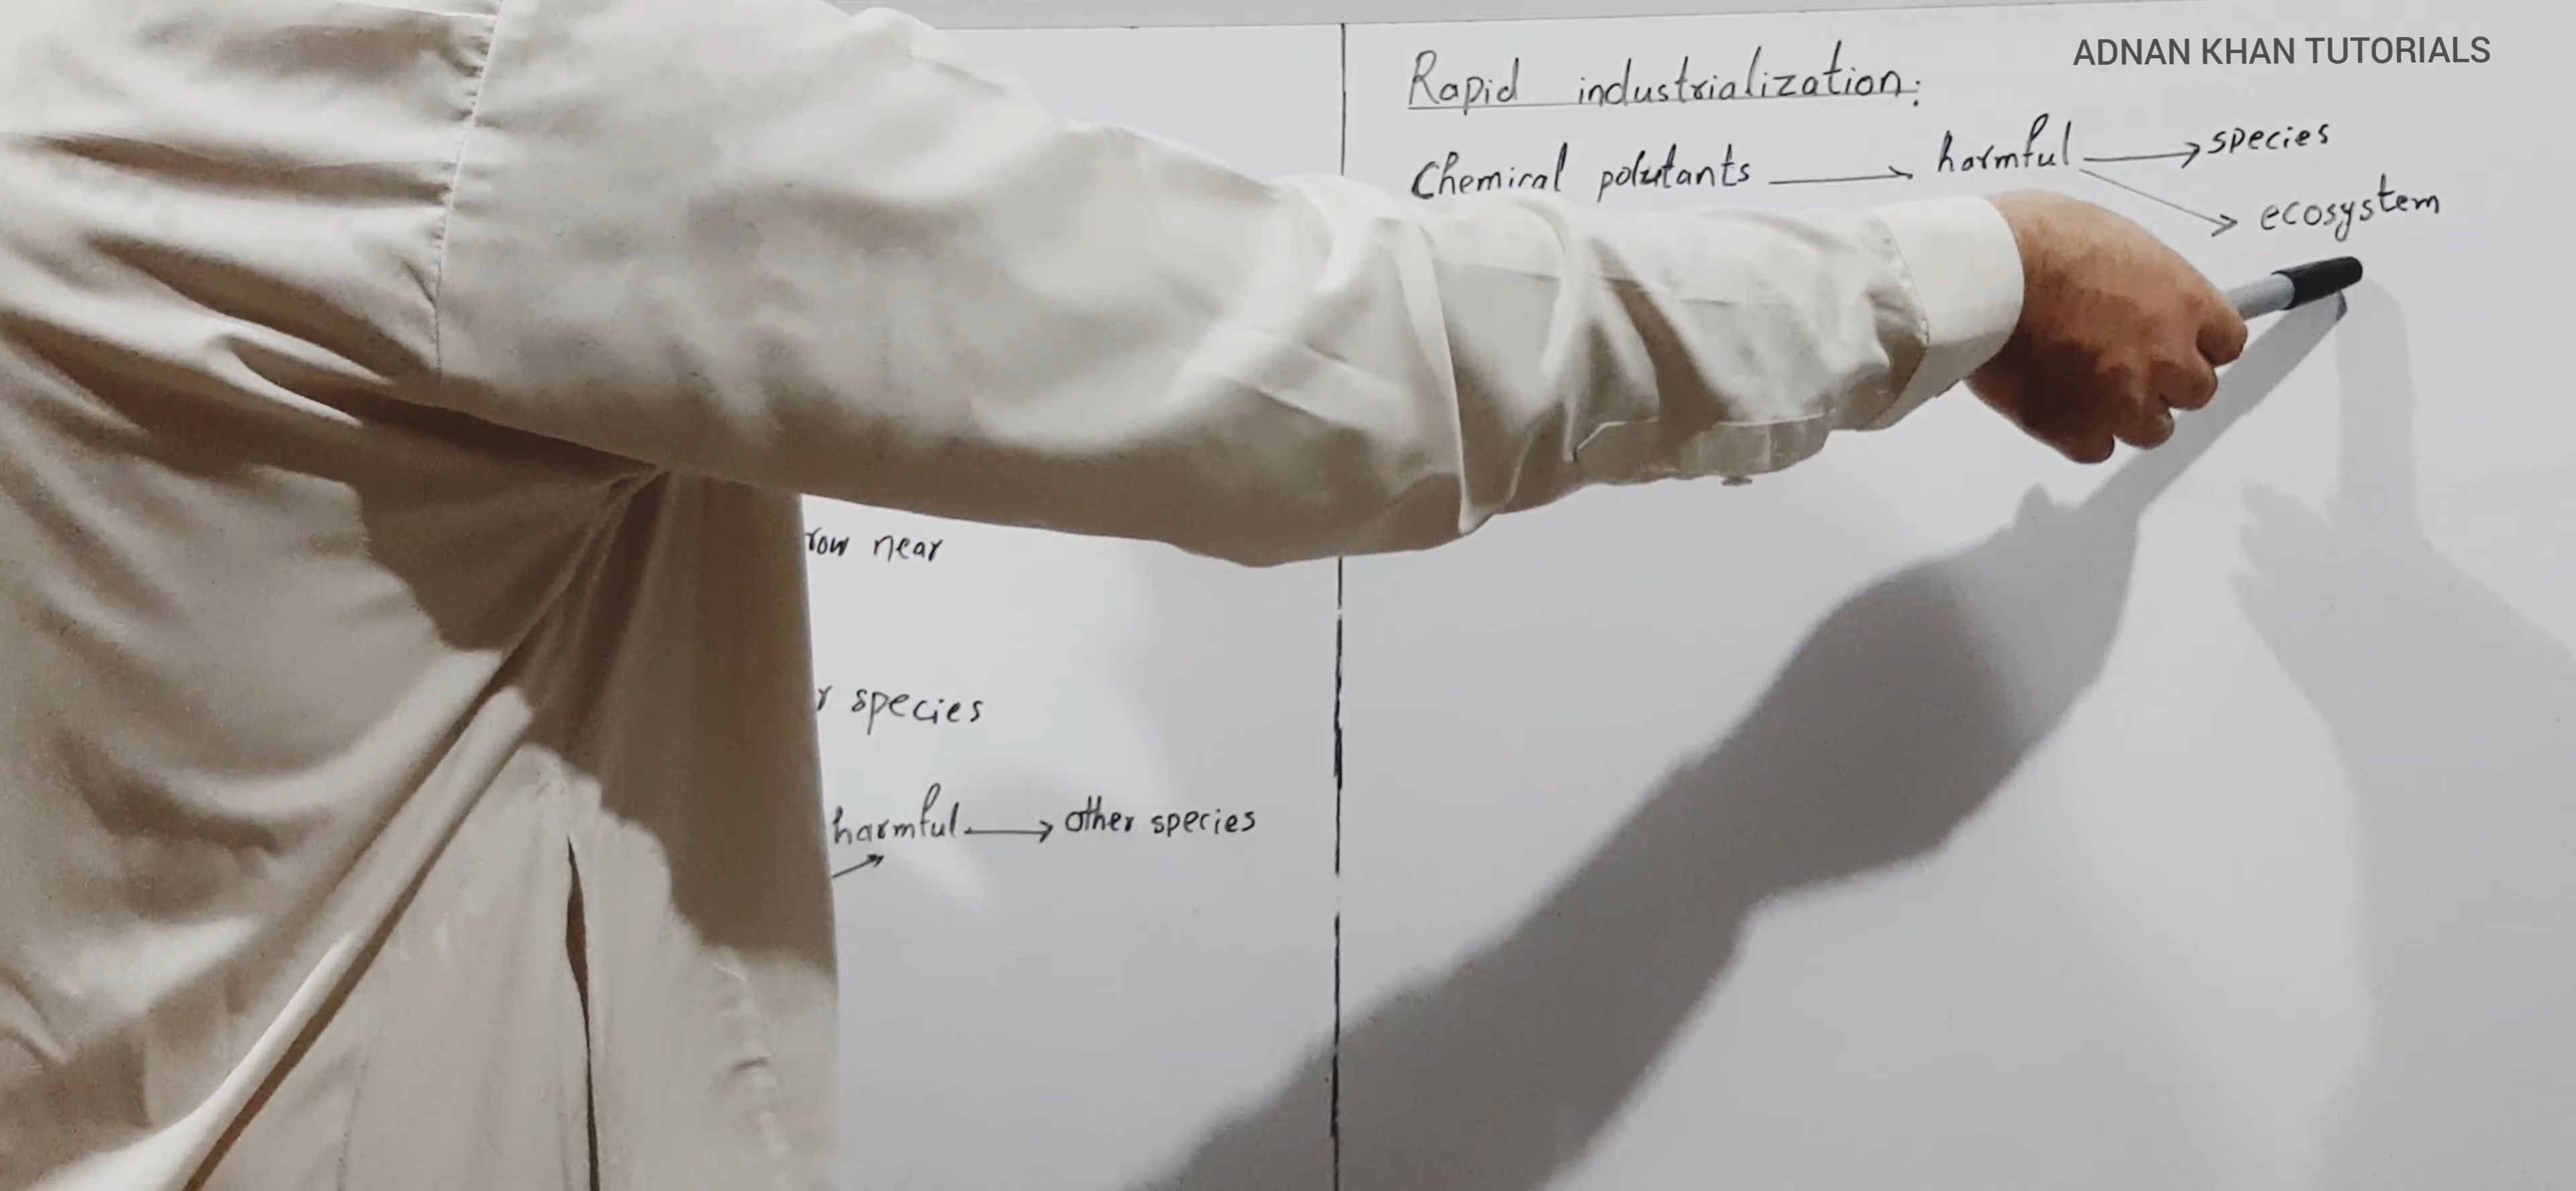 ADNAN KHAN TUTORIALS
row near
r species
harmful → other species
Rapid industrialization:
Chemical polutants → harmful → species
→ ecosystem